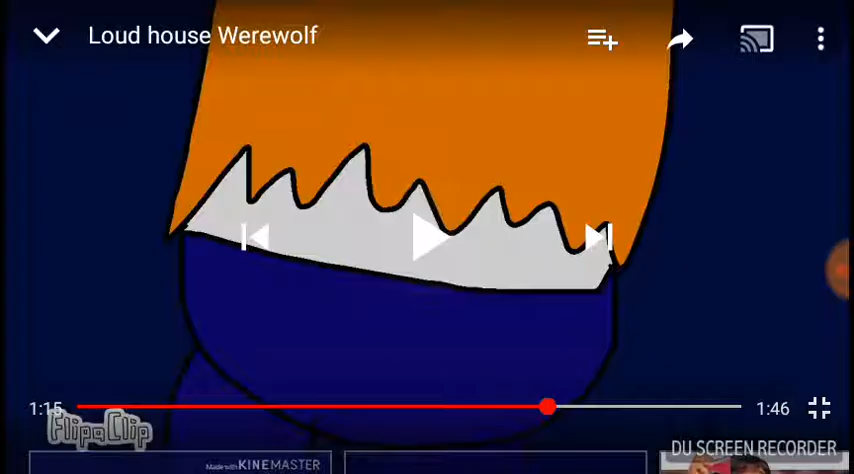 Loud house Werewolf
1:15
1:46
FlipaClip
Made with KINEMASTER
DU SCREEN RECORDER